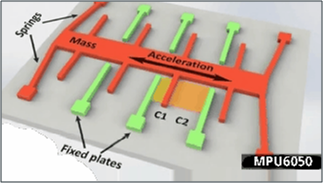 Springs
Mass
Acceleration
C1 C2
Fixed plates
MPU6050